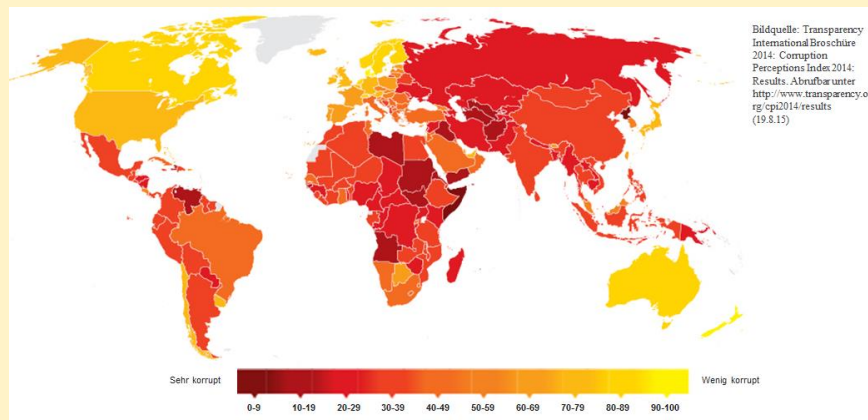 Bildquelle: Transparency
International Broschüre
2014: Corruption
Perceptions Index 2014:
Results. Abrufbar unter
http://www.transparency.o
rg/cpi2014/results
(19.8.15)
Sehr korrupt
Wenig korrupt
0-9 10-19 20-29 30-39 40-49 50-59 60-69 70-79 80-89 90-100